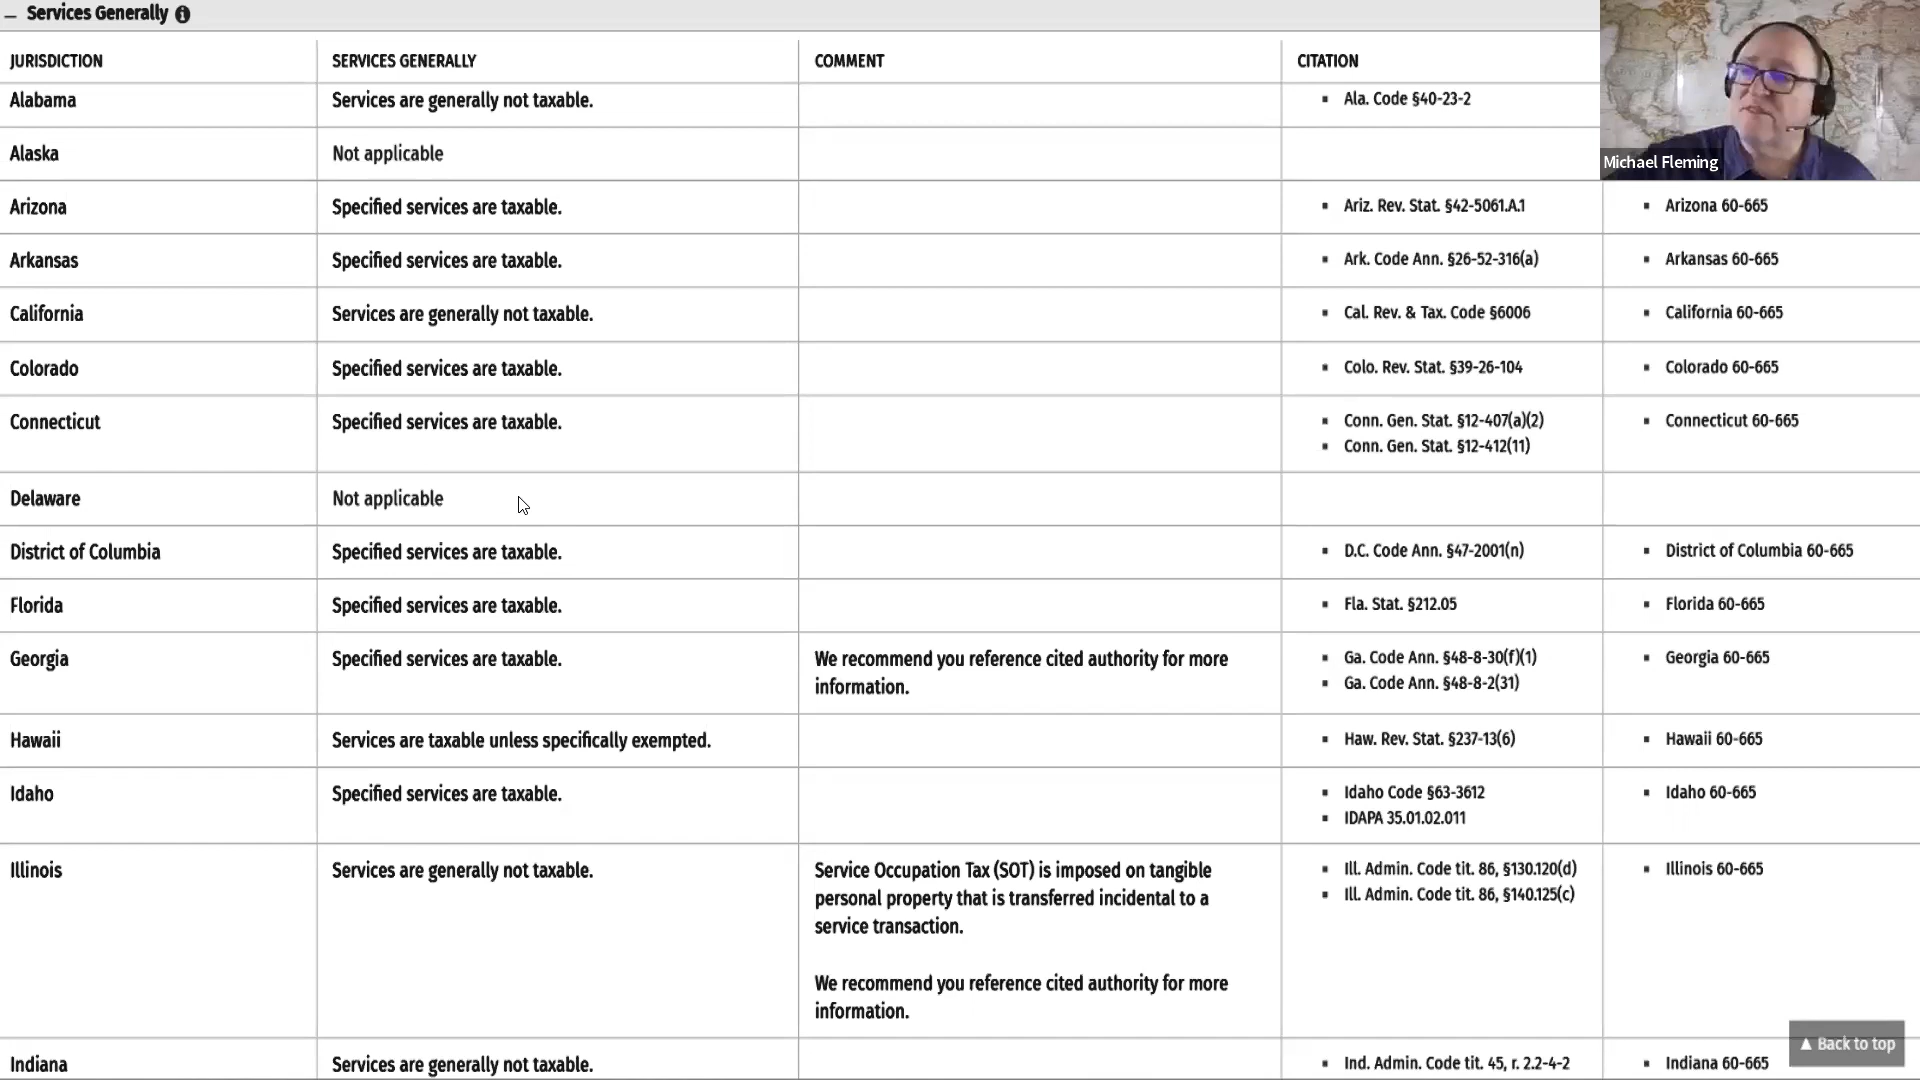 – Services Generally
JURISDICTION SERVICES GENERALLY COMMENT CITATION
Alabama Services are generally not taxable. ▪ Ala. Code §40-23-2
Alaska Not applicable
Michael Fleming
Arizona Specified services are taxable. ▪ Ariz. Rev. Stat. §42-5061.A.1 ▪ Arizona 60-665
Arkansas Specified services are taxable. ▪ Ark. Code Ann. §26-52-316(a) ▪ Arkansas 60-665
California Services are generally not taxable. ▪ Cal. Rev. & Tax. Code §6006 ▪ California 60-665
Colorado Specified services are taxable. ▪ Colo. Rev. Stat. §39-26-104 ▪ Colorado 60-665
Connecticut Specified services are taxable. ▪ Conn. Gen. Stat. §12-407(a)(2) ▪ Connecticut 60-665
▪ Conn. Gen. Stat. §12-412(11)
Delaware Not applicable
District of Columbia Specified services are taxable. ▪ D.C. Code Ann. §47-2001(n) ▪ District of Columbia 60-665
Florida Specified services are taxable. ▪ Fla. Stat. §212.05 ▪ Florida 60-665
Georgia Specified services are taxable. We recommend you reference cited authority for more ▪ Ga. Code Ann. §48-8-30(f)(1) ▪ Georgia 60-665
information. ▪ Ga. Code Ann. §48-8-2(31)
Hawaii Services are taxable unless specifically exempted. ▪ Haw. Rev. Stat. §237-13(6) ▪ Hawaii 60-665
Idaho Specified services are taxable. ▪ Idaho Code §63-3612 ▪ Idaho 60-665
▪ IDAPA 35.01.02.011
Illinois Services are generally not taxable. Service Occupation Tax (SOT) is imposed on tangible ▪ Ill. Admin. Code tit. 86, §130.120(d) ▪ Illinois 60-665
personal property that is transferred incidental to a ▪ Ill. Admin. Code tit. 86, §140.125(c)
service transaction.
We recommend you reference cited authority for more
information.
▲ Back to top
Indiana Services are generally not taxable. ▪ Ind. Admin. Code tit. 45, r. 2.2-4-2 ▪ Indiana 60-665